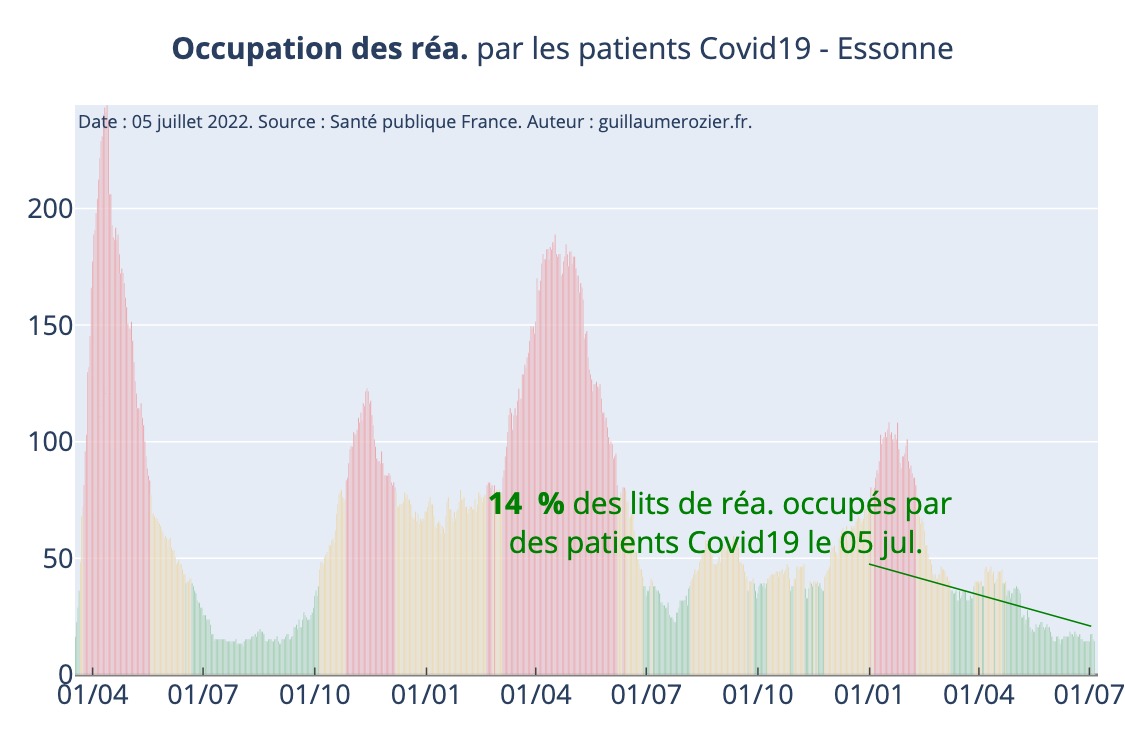 Occupation des réa. par les patients Covid19 - Essonne
Date : 05 juillet 2022. Source : Santé publique France. Auteur : guillaumerozier.fr.
200
150
100
14 % des lits de réa. occupés par
des patients Covid19 le 05 jul.
50
0
01/04 01/07 01/10 01/01 01/04 01/07 01/10 01/01 01/04 01/07